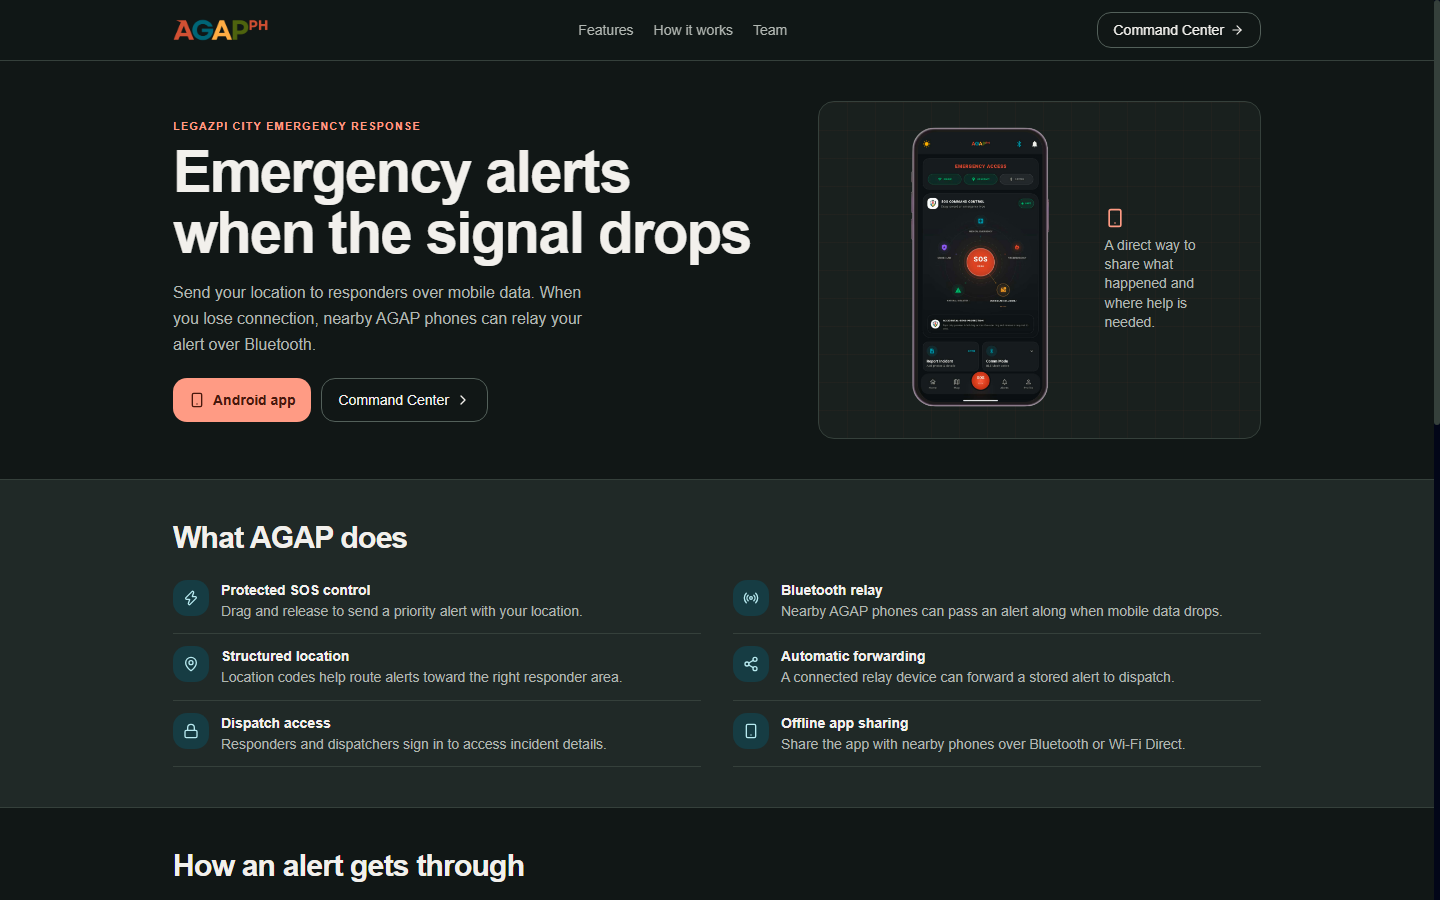 AGAPPH
Features
How it works
Team
Command Center
LEGAZPI CITY EMERGENCY RESPONSE
Emergency alerts
when the signal drops
Send your location to responders over mobile data. When
you lose connection, nearby AGAP phones can relay your
alert over Bluetooth.
Android app
Command Center
EMERGENCY ACCESS
SOS COMMAND CONTROL
SOS
Report Incident
SOS
A direct way to
share what
happened and
where help is
needed.
What AGAP does
Protected SOS control
Drag and release to send a priority alert with your location.
Bluetooth relay
Nearby AGAP phones can pass an alert along when mobile data drops.
Structured location
Location codes help route alerts toward the right responder area.
Automatic forwarding
A connected relay device can forward a stored alert to dispatch.
Dispatch access
Responders and dispatchers sign in to access incident details.
Offline app sharing
Share the app with nearby phones over Bluetooth or Wi-Fi Direct.
How an alert gets through